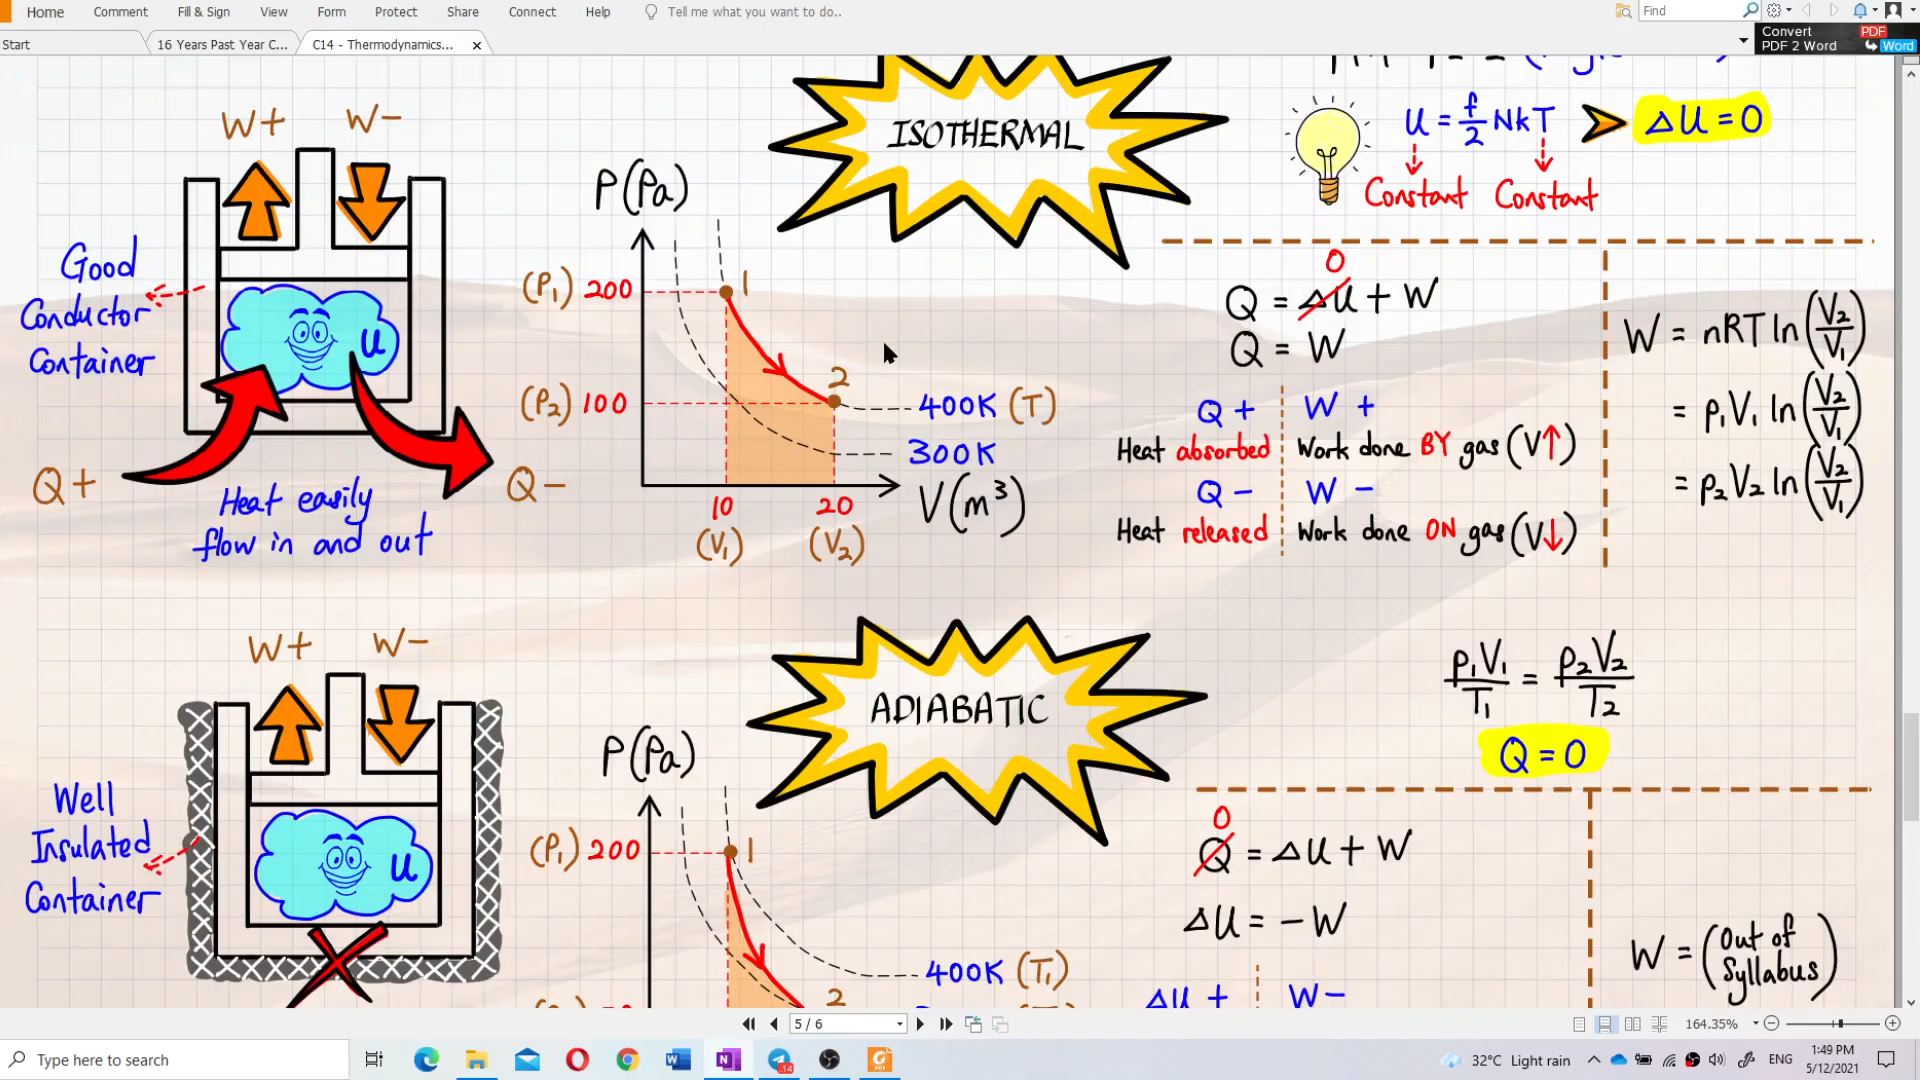 Home Comment Fill & Sign View Form Protect Share Connect Help Tell me what you want to do.. Find
Start 16 Years Past Year C... C14 - Thermodynamics... ×
Convert PDF
PDF 2 Word Word
W+ W-
Good
Conductor
Container
U
Q+ Q-
Heat easily
flow in and out
ISOTHERMAL
P(Pa)
(P₁) 200 1
(P₂) 100 2
400K (T)
300K
10 20 V(m³)
(V₁) (V₂)
U = f/2 NkT ➤ ΔU = 0
Constant Constant
0
Q = ΔU + W
Q = W
Q + W +
Heat absorbed Work done BY gas (V↑)
Q - W -
Heat released Work done ON gas (V↓)
W = nRT ln (V₂/V₁)
= P₁V₁ ln (V₂/V₁)
= P₂V₂ ln (V₂/V₁)
W+ W-
Well
Insulated
Container
U
ADIABATIC
P(Pa)
(P₁) 200 1
2
400K (T₁)
P₁V₁/T₁ = P₂V₂/T₂
Q = 0
0
Q = ΔU + W
ΔU = -W
ΔU + W-
W = (Out of
Syllabus)
5 / 6 164.35%
Type here to search 14 32°C Light rain ENG 1:49 PM
5/12/2021